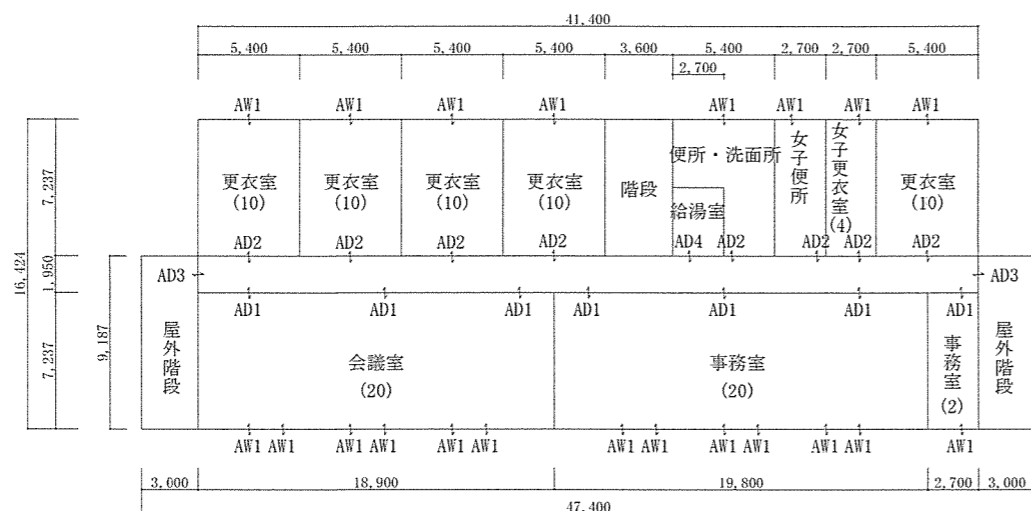 41,400
5,400 5,400 5,400 5,400 3,600 5,400 2,700 2,700 5,400
2,700
AW1 AW1 AW1 AW1 AW1 AW1 AW1 AW1
16,424
7,237
1,950
7,237
9,187
更衣室
(10)
更衣室
(10)
更衣室
(10)
更衣室
(10)
階段
便所・洗面所
給湯室
女子便所
女子更衣室
(4)
更衣室
(10)
AD2 AD2 AD2 AD2 AD4 AD2 AD2 AD2 AD2
AD3 AD3
AD1 AD1 AD1 AD1 AD1 AD1 AD1
屋外階段
会議室
(20)
事務室
(20)
事務室
(2)
屋外階段
AW1 AW1 AW1 AW1 AW1 AW1 AW1 AW1 AW1 AW1 AW1 AW1 AW1
3,000 18,900 19,800 2,700 3,000
47,400